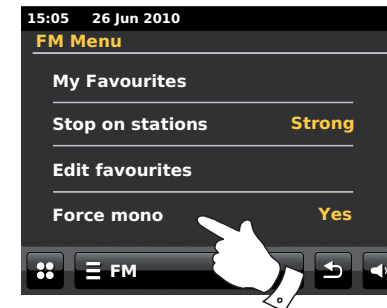 15:05 26 Jun 2010
FM Menu
My Favourites
Stop on stations Strong
Edit favourites
Force mono Yes
FM